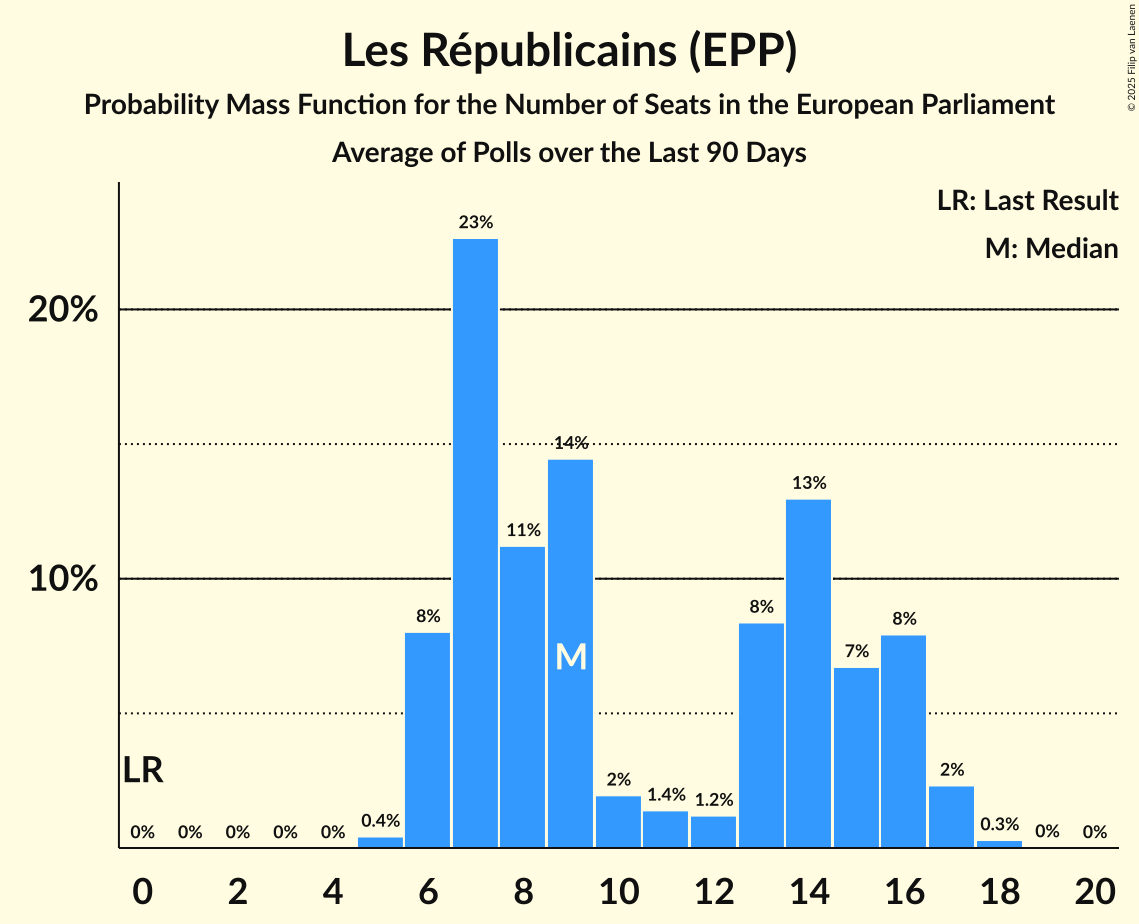 Les Républicains (EPP)
Probability Mass Function for the Number of Seats in the European Parliament
Average of Polls over the Last 90 Days
© 2025 Filip van Laenen
LR: Last Result
M: Median
23%
20%
14%
13%
11%
10%
8%
8%
8%
7%
M
LR
2%
2%
1.4%
1.2%
0.4%
0.3%
0%
0%
0%
0%
0%
0%
0%
0 2 4 6 8 10 12 14 16 18 20